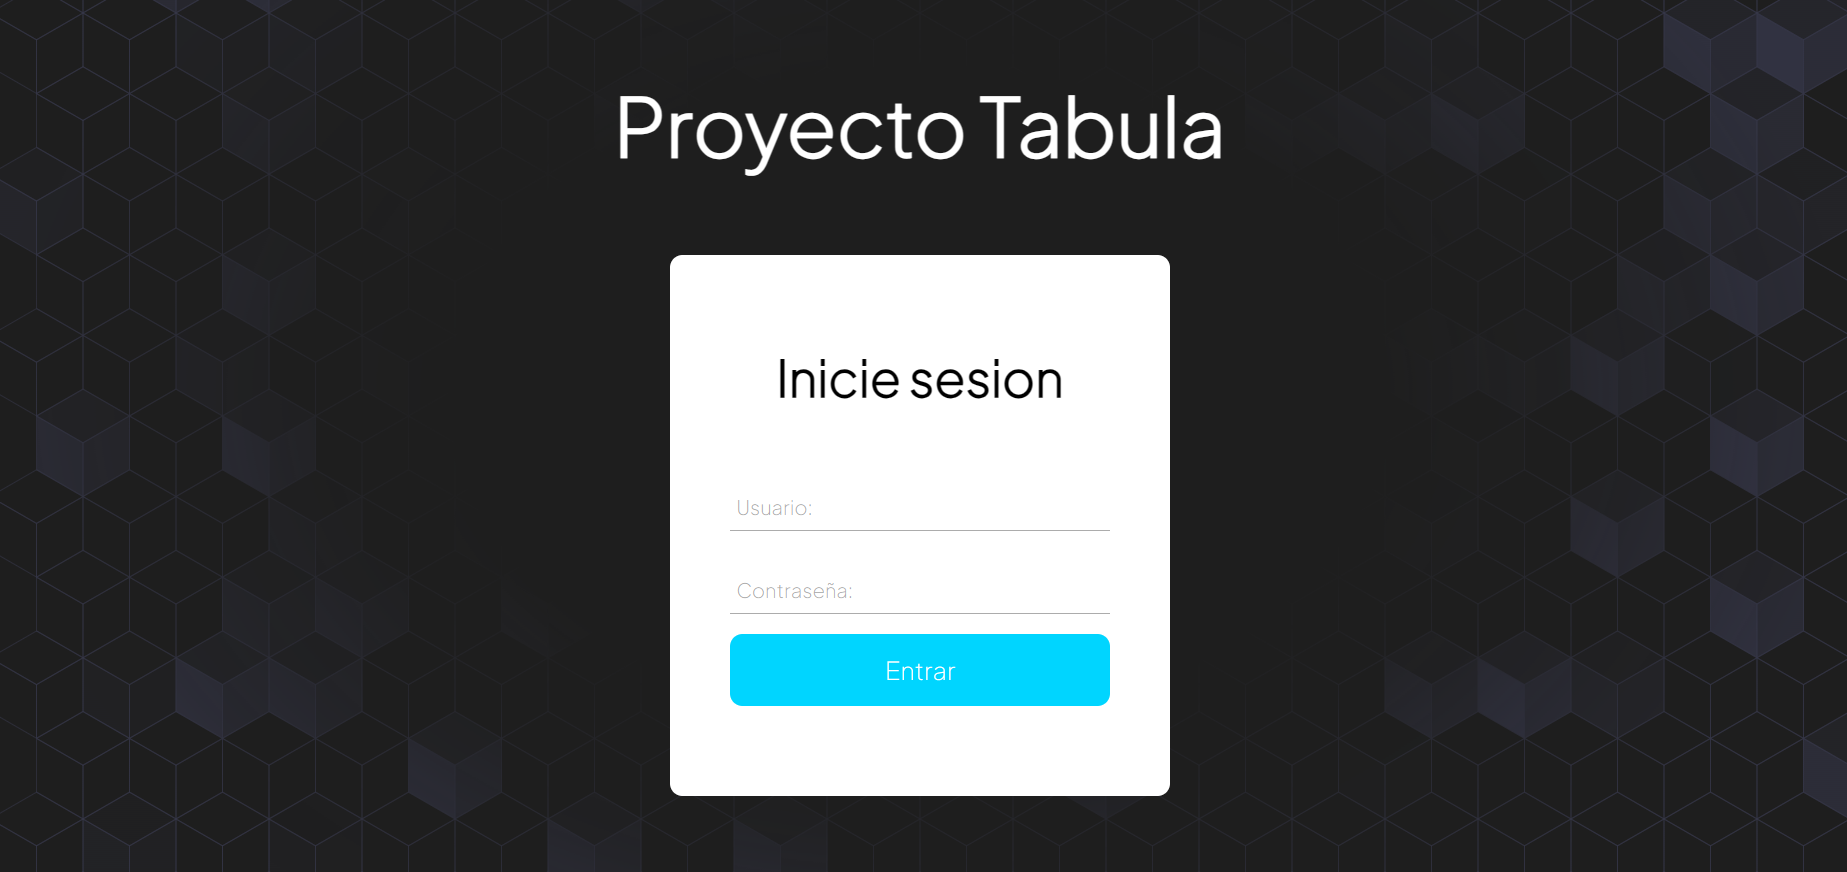 Proyecto Tabula
Inicie sesion
Usuario:
Contraseña:
Entrar